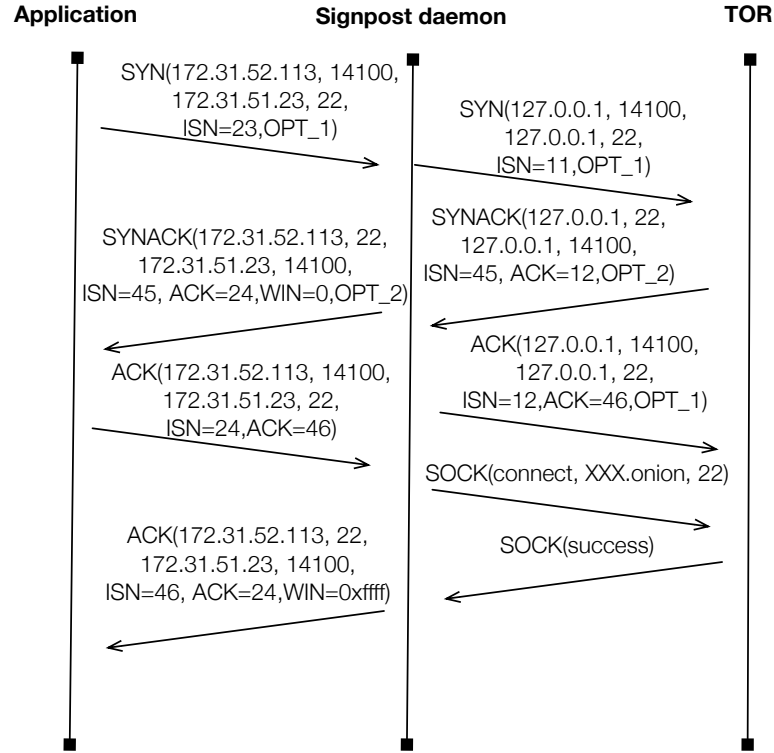 Application
Signpost daemon
TOR
SYN(172.31.52.113, 14100,
172.31.51.23, 22,
ISN=23,OPT_1)
SYN(127.0.0.1, 14100,
127.0.0.1, 22,
ISN=11,OPT_1)
SYNACK(127.0.0.1, 22,
127.0.0.1, 14100,
ISN=45, ACK=12,OPT_2)
SYNACK(172.31.52.113, 22,
172.31.51.23, 14100,
ISN=45, ACK=24,WIN=0,OPT_2)
ACK(127.0.0.1, 14100,
127.0.0.1, 22,
ISN=12,ACK=46,OPT_1)
ACK(172.31.52.113, 14100,
172.31.51.23, 22,
ISN=24,ACK=46)
SOCK(connect, XXX.onion, 22)
SOCK(success)
ACK(172.31.52.113, 22,
172.31.51.23, 14100,
ISN=46, ACK=24,WIN=0xffff)